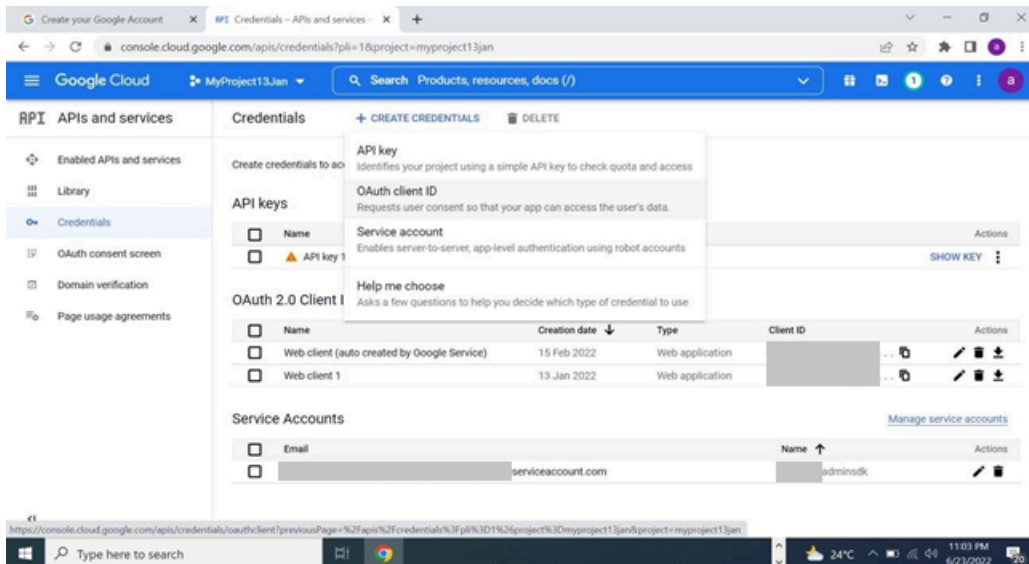 Create your Google Account
API Credentials – APIs and services –
console.cloud.google.com/apis/credentials?pli=1&project=myproject13jan
Google Cloud
MyProject13Jan
Search Products, resources, docs (/)
1
a
API APIs and services
Credentials
+ CREATE CREDENTIALS
DELETE
Enabled APIs and services
Library
Credentials
OAuth consent screen
Domain verification
Page usage agreements
Create credentials to
API key
Identifies your project using a simple API key to check quota and access
OAuth client ID
Requests user consent so that your app can access the user's data.
Service account
Enables server-to-server, app-level authentication using robot accounts
Help me choose
Asks a few questions to help you decide which type of credential to use
API keys
Name Actions
API key 1 SHOW KEY
OAuth 2.0 Client I
Name Creation date Type Client ID Actions
Web client (auto created by Google Service) 15 Feb 2022 Web application ...
Web client 1 13 Jan 2022 Web application ...
Service Accounts
Manage service accounts
Email Name Actions
serviceaccount.com adminsdk
https://console.cloud.google.com/apis/credentials/oauthclient?previousPage=%2Fapis%2Fcredentials%3Fpli%3D1%26project%3Dmyproject13jan&project=myproject13jan
Type here to search
24°C
11:03 PM
6/23/2022
20